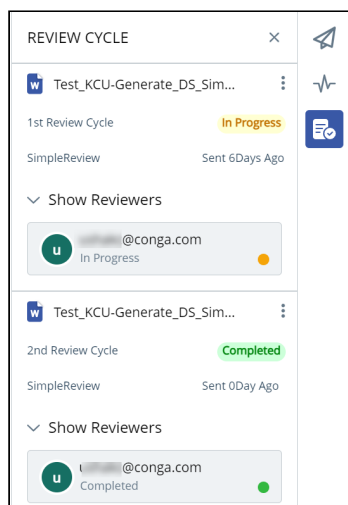 REVIEW CYCLE
W Test_KCU-Generate_DS_Sim...
1st Review Cycle In Progress
SimpleReview Sent 6Days Ago
Show Reviewers
u @conga.com
In Progress
W Test_KCU-Generate_DS_Sim...
2nd Review Cycle Completed
SimpleReview Sent 0Day Ago
Show Reviewers
u @conga.com
Completed